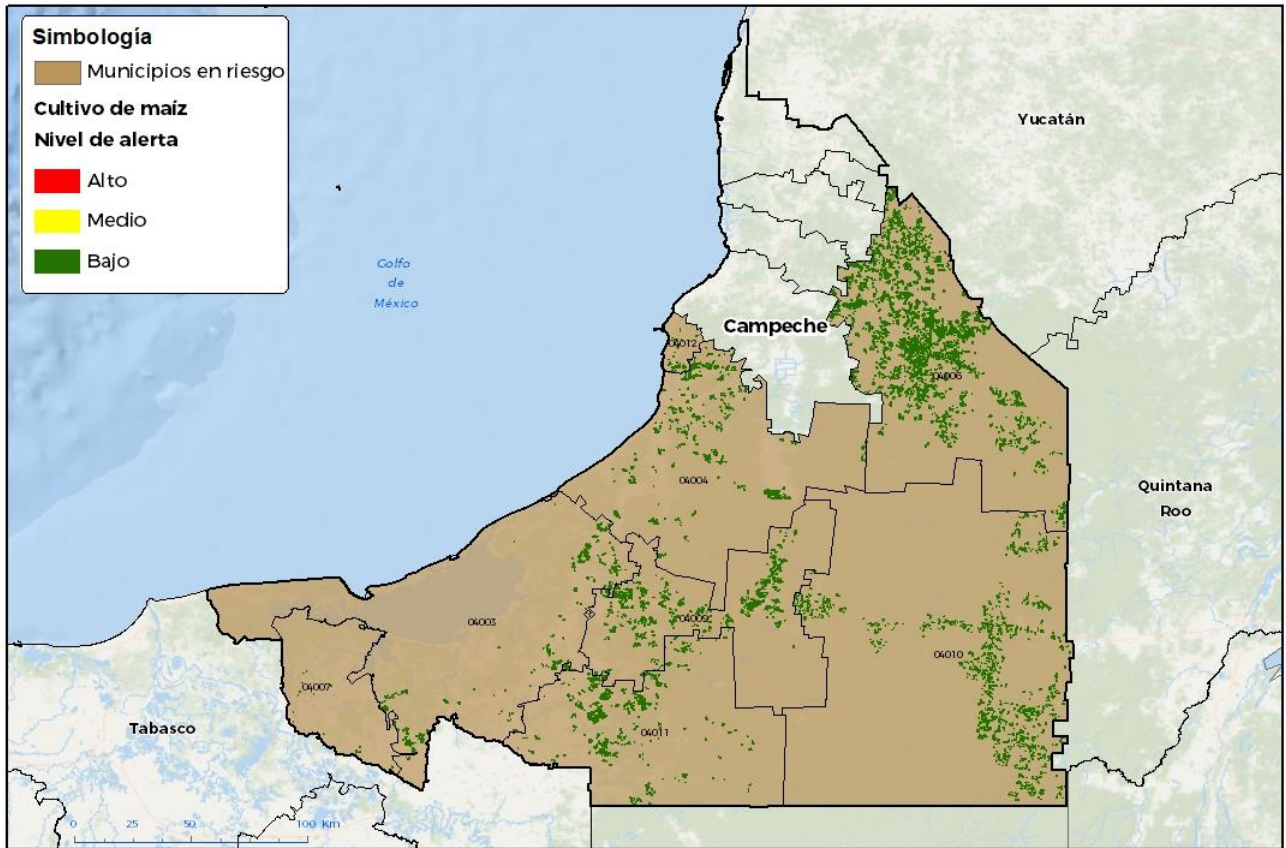 Simbología
Municipios en riesgo
Cultivo de maíz
Nivel de alerta
Alto
Medio
Bajo
Yucatán
Golfo
de
México
Campeche
04012
04006
04004
Quintana
Roo
04003
04009
04010
04007
04011
Tabasco
0 25 50 100 Km